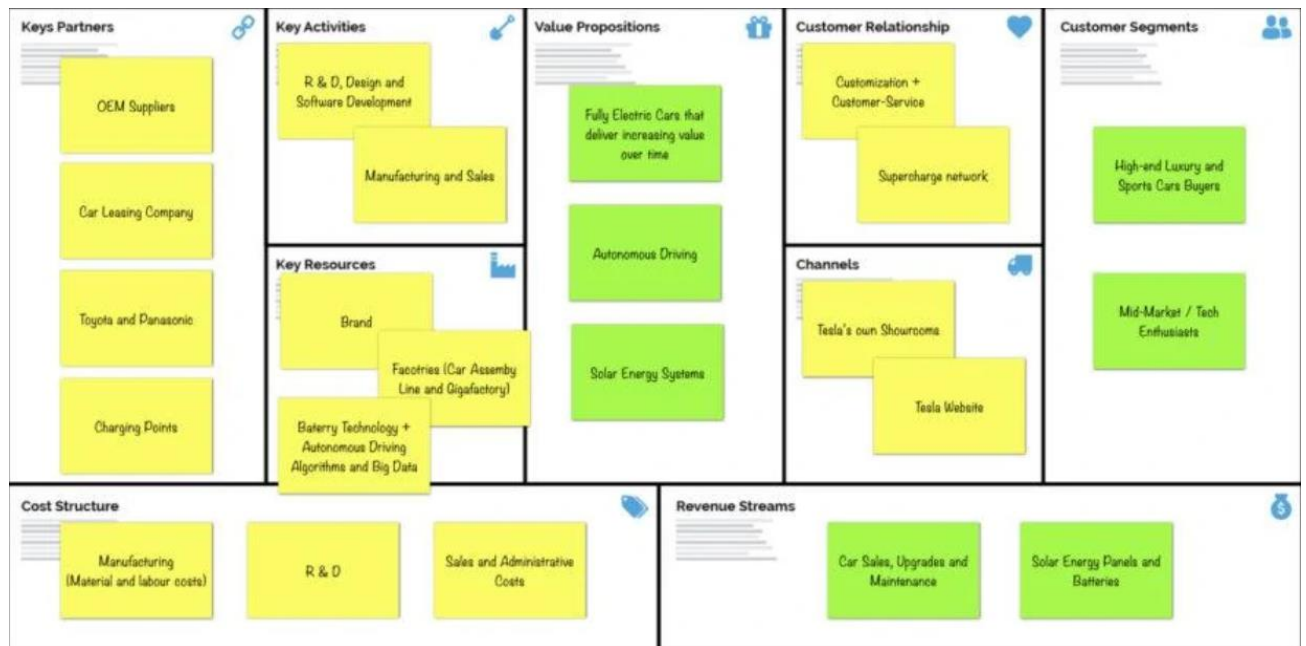 Keys Partners
OEM Suppliers
Car Leasing Company
Toyota and Panasonic
Charging Points
Key Activities
R & D, Design and
Software Development
Manufacturing and Sales
Key Resources
Brand
Facotries (Car Assemby
Line and Gigafactory)
Baterry Technology +
Autonomous Driving
Algorithms and Big Data
Value Propositions
Fully Electric Cars that
deliver increasing value
over time
Autonomous Driving
Solar Energy Systems
Customer Relationship
Customization +
Customer-Service
Supercharge network
Channels
Tesla's own Showrooms
Tesla Website
Customer Segments
High-end Luxury and
Sports Cars Buyers
Mid-Market / Tech
Enthusiasts
Cost Structure
Manufacturing
(Material and labour costs)
R & D
Sales and Administrative
Costs
Revenue Streams
Car Sales, Upgrades and
Maintenance
Solar Energy Panels and
Batteries
$